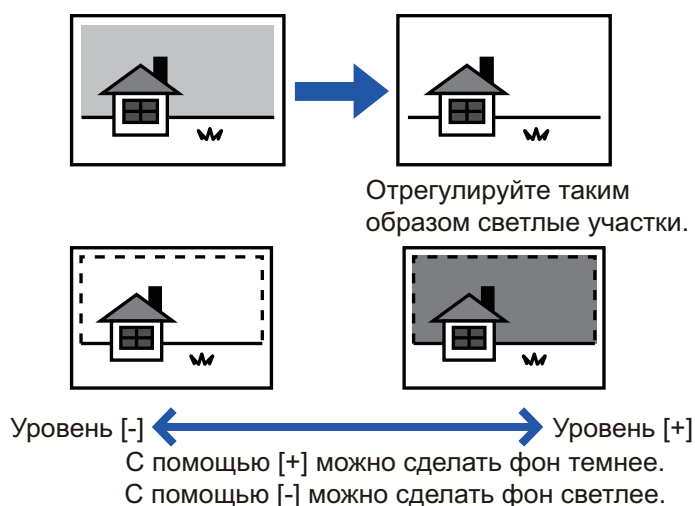 Отрегулируйте таким
образом светлые участки.
Уровень [-] Уровень [+]
С помощью [+] можно сделать фон темнее.
С помощью [-] можно сделать фон светлее.